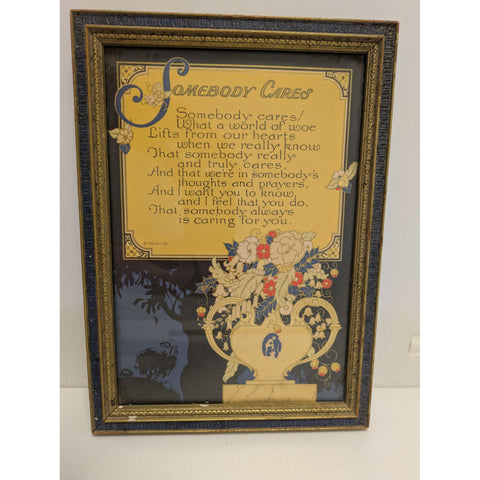 Somebody Cares
Somebody cares!
What a world of woe
Lifts from our hearts
when we really know
That somebody really
and truly cares,
And that we're in somebody's
thoughts and prayers,
And I want you to know,
and I feel that you do,
That somebody always
is caring for you.